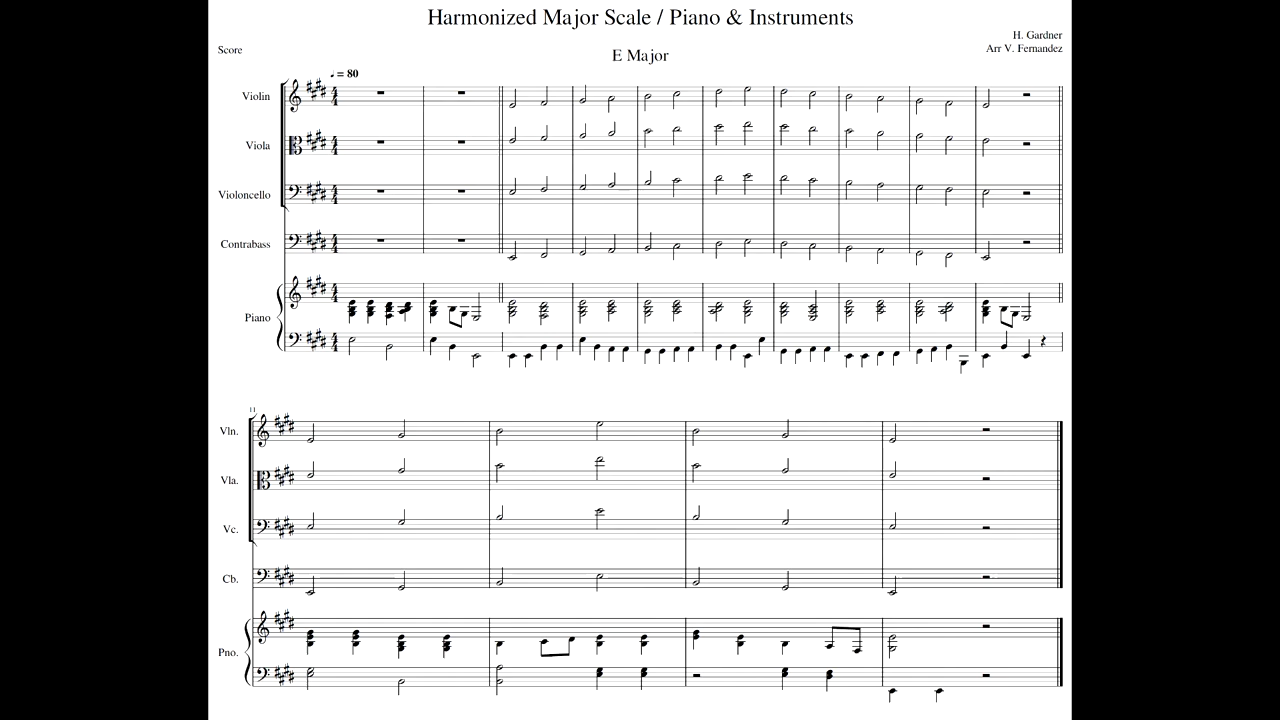 Harmonized Major Scale / Piano & Instruments
H. Gardner
Score
Arr V. Fernandez
E Major
♩ = 80
Violin
Viola
Violoncello
Contrabass
Piano
11
Vln.
Vla.
Vc.
Cb.
Pno.